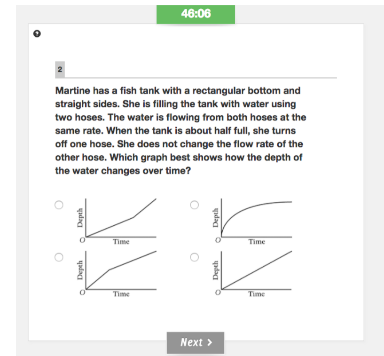 46:06
2
Martine has a fish tank with a rectangular bottom and
straight sides. She is filling the tank with water using
two hoses. The water is flowing from both hoses at the
same rate. When the tank is about half full, she turns
off one hose. She does not change the flow rate of the
other hose. Which graph best shows how the depth of
the water changes over time?
Depth
O
Time
Depth
O
Time
Depth
O
Time
Depth
O
Time
Next >